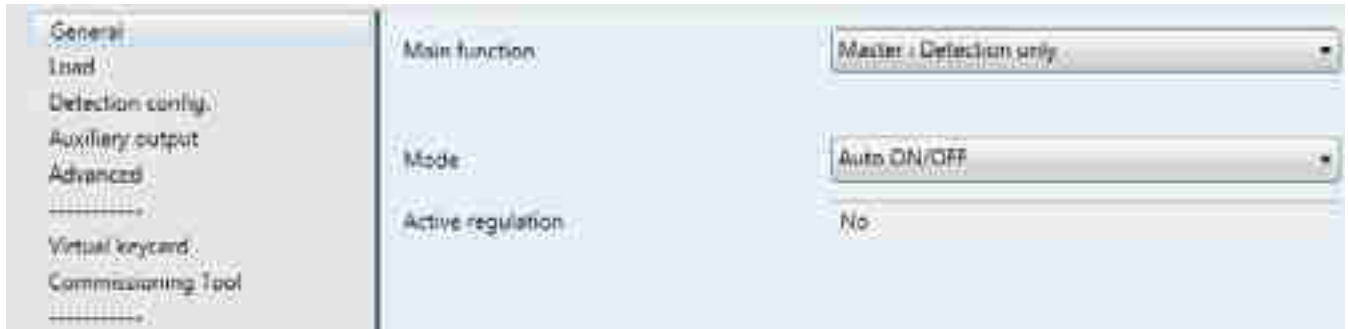 General
Load
Detection config.
Auxiliary output
Advanced
-----------
Virtual keycard
Commissioning Tool
-----------
Main function
Master : Detection only
Mode
Auto ON/OFF
Active regulation
No